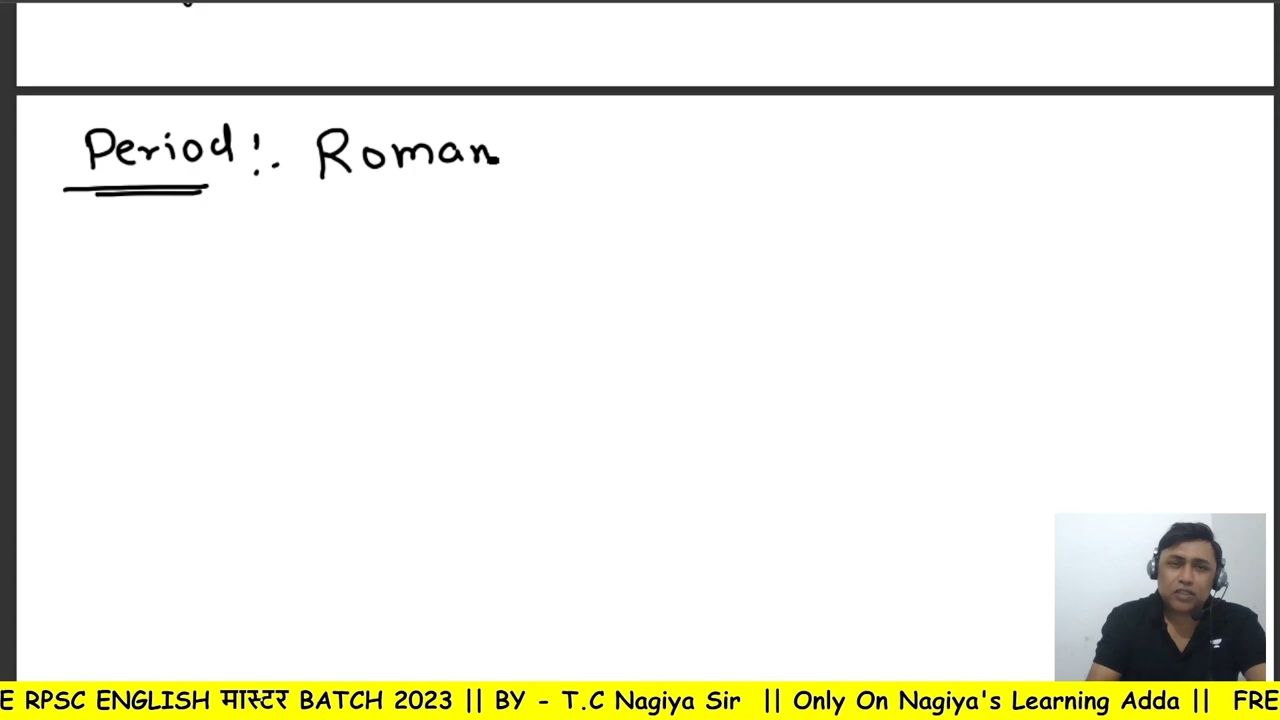 Period :- Roman
E RPSC ENGLISH मास्टर BATCH 2023 || BY - T.C Nagiya Sir || Only On Nagiya's Learning Adda || FRE